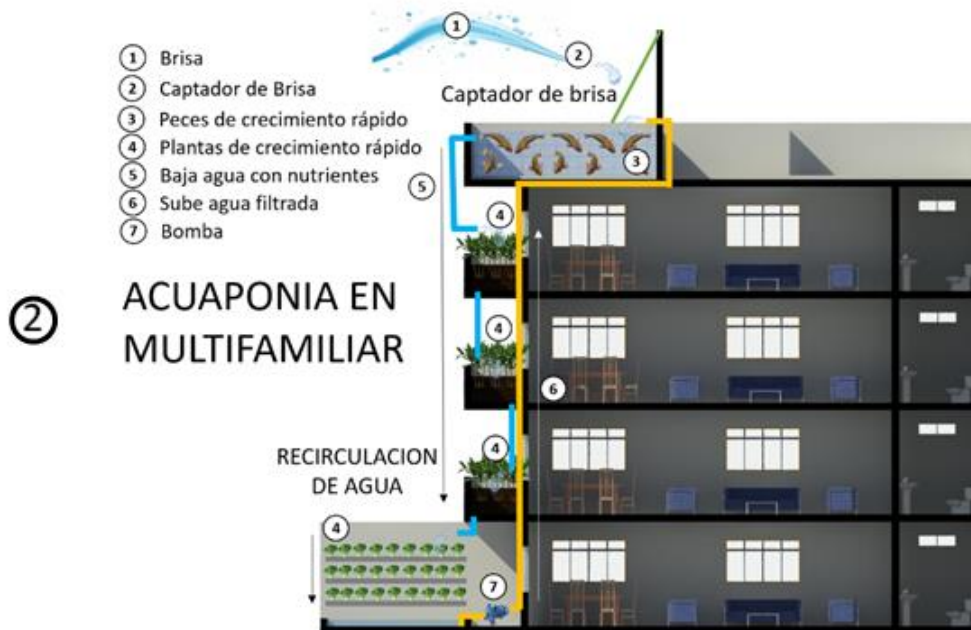 ① Brisa
② Captador de Brisa
③ Peces de crecimiento rápido
④ Plantas de crecimiento rápido
⑤ Baja agua con nutrientes
⑥ Sube agua filtrada
⑦ Bomba
② ACUAPONIA EN
MULTIFAMILIAR
①
②
Captador de brisa
③
⑤
④
④
⑥
④
RECIRCULACION
DE AGUA
④
⑦